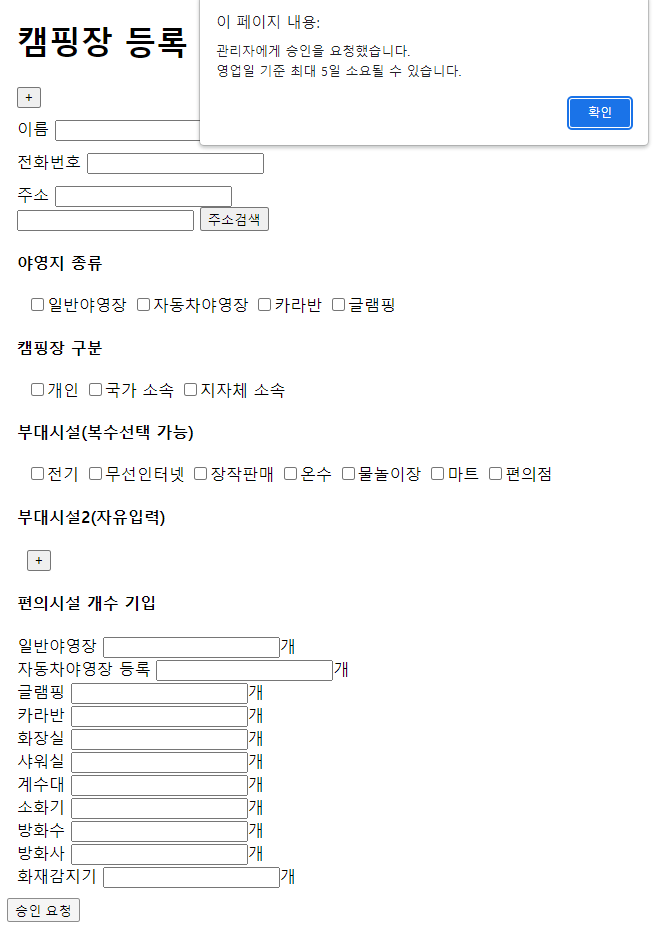 캠핑장 등록
이 페이지 내용:
관리자에게 승인을 요청했습니다.
영업일 기준 최대 5일 소요될 수 있습니다.
확인
+
이름
전화번호
주소
주소검색
야영지 종류
일반야영장 자동차야영장 카라반 글램핑
캠핑장 구분
개인 국가 소속 지자체 소속
부대시설(복수선택 가능)
전기 무선인터넷 장작판매 온수 물놀이장 마트 편의점
부대시설2(자유입력)
+
편의시설 개수 기입
일반야영장 개
자동차야영장 등록 개
글램핑 개
카라반 개
화장실 개
샤워실 개
계수대 개
소화기 개
방화수 개
방화사 개
화재감지기 개
승인 요청